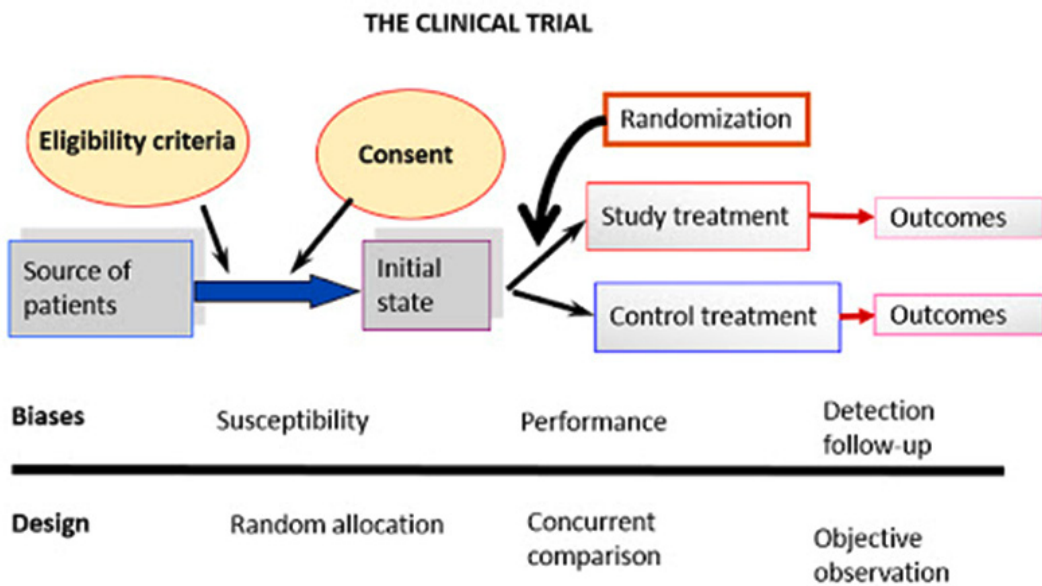 THE CLINICAL TRIAL
Eligibility criteria
Consent
Randomization
Source of
patients
Initial
state
Study treatment
Outcomes
Control treatment
Outcomes
Biases
Susceptibility
Performance
Detection
follow-up
Design
Random allocation
Concurrent
comparison
Objective
observation